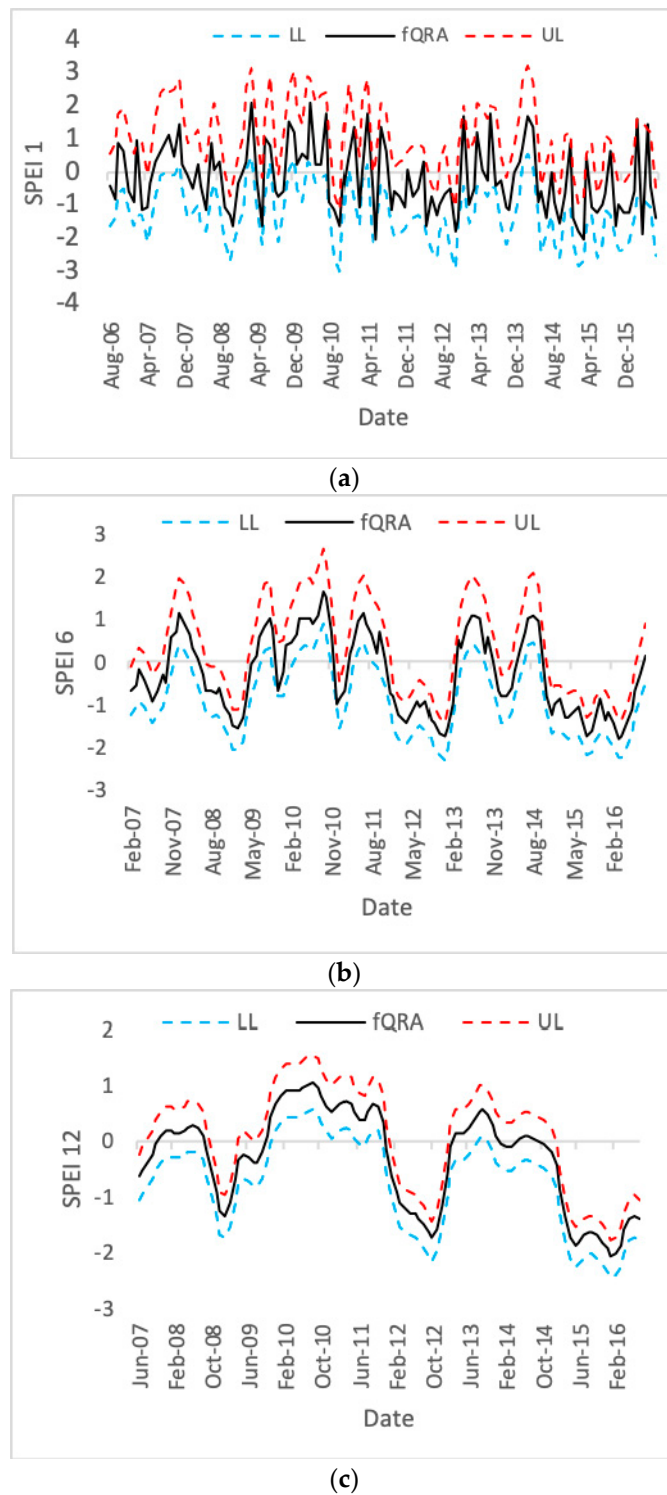 LL fQRA UL
4
3
2
1
0
-1
-2
-3
-4
SPEI 1
Aug-06 Apr-07 Dec-07 Aug-08 Apr-09 Dec-09 Aug-10 Apr-11 Dec-11 Aug-12 Apr-13 Dec-13 Aug-14 Apr-15 Dec-15
Date
(a)
LL fQRA UL
3
2
1
0
-1
-2
-3
SPEI 6
Feb-07 Nov-07 Aug-08 May-09 Feb-10 Nov-10 Aug-11 May-12 Feb-13 Nov-13 Aug-14 May-15 Feb-16
Date
(b)
LL fQRA UL
2
1
0
-1
-2
-3
SPEI 12
Jun-07 Feb-08 Oct-08 Jun-09 Feb-10 Oct-10 Jun-11 Feb-12 Oct-12 Jun-13 Feb-14 Oct-14 Jun-15 Feb-16
Date
(c)